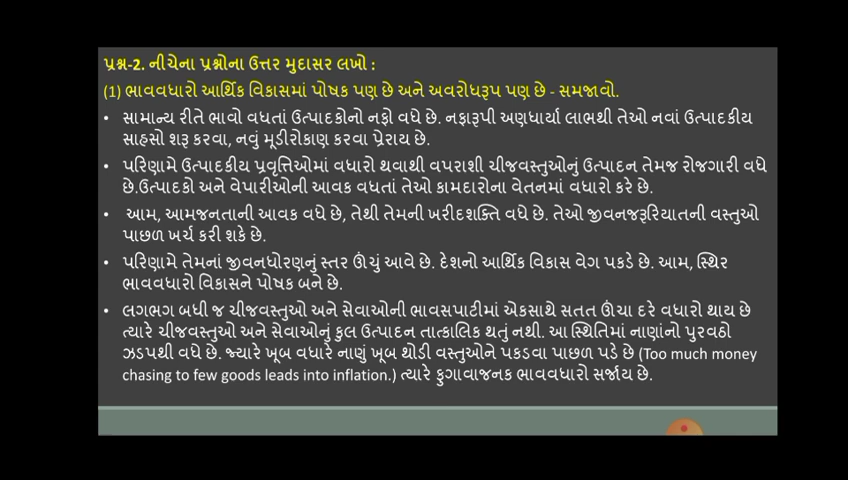 પ્રશ્ન-2. નીચેના પ્રશ્નોના ઉત્તર મુદાસર લખો :
(1) ભાવવધારો આર્થિક વિકાસમાં પોષક પણ છે અને અવરોધરૂપ પણ છે - સમજાવો.
• સામાન્ય રીતે ભાવો વધતાં ઉત્પાદકોનો નફો વધે છે. નફારૂપી અણધાર્યા લાભથી તેઓ નવાં ઉત્પાદકીય
સાહસો શરૂ કરવા, નવું મૂડીરોકાણ કરવા પ્રેરાય છે.
• પરિણામે ઉત્પાદકીય પ્રવૃત્તિઓમાં વધારો થવાથી વપરાશી ચીજવસ્તુઓનું ઉત્પાદન તેમજ રોજગારી વધે
છે.ઉત્પાદકો અને વેપારીઓની આવક વધતાં તેઓ કામદારોના વેતનમાં વધારો કરે છે.
• આમ, આમજનતાની આવક વધે છે, તેથી તેમની ખરીદશક્તિ વધે છે. તેઓ જીવનજરૂરિયાતની વસ્તુઓ
પાછળ ખર્ચ કરી શકે છે.
• પરિણામે તેમનાં જીવનધોરણનું સ્તર ઊંચું આવે છે. દેશનો આર્થિક વિકાસ વેગ પકડે છે. આમ, સ્થિર
ભાવવધારો વિકાસને પોષક બને છે.
• લગભગ બધી જ ચીજવસ્તુઓ અને સેવાઓની ભાવસપાટીમાં એકસાથે સતત ઊંચા દરે વધારો થાય છે
ત્યારે ચીજવસ્તુઓ અને સેવાઓનું કુલ ઉત્પાદન તાત્કાલિક થતું નથી. આ સ્થિતિમાં નાણાંનો પુરવઠો
ઝડપથી વધે છે. જ્યારે ખૂબ વધારે નાણું ખૂબ થોડી વસ્તુઓને પકડવા પાછળ પડે છે (Too much money
chasing to few goods leads into inflation.) ત્યારે ફુગાવાજનક ભાવવધારો સર્જાય છે.